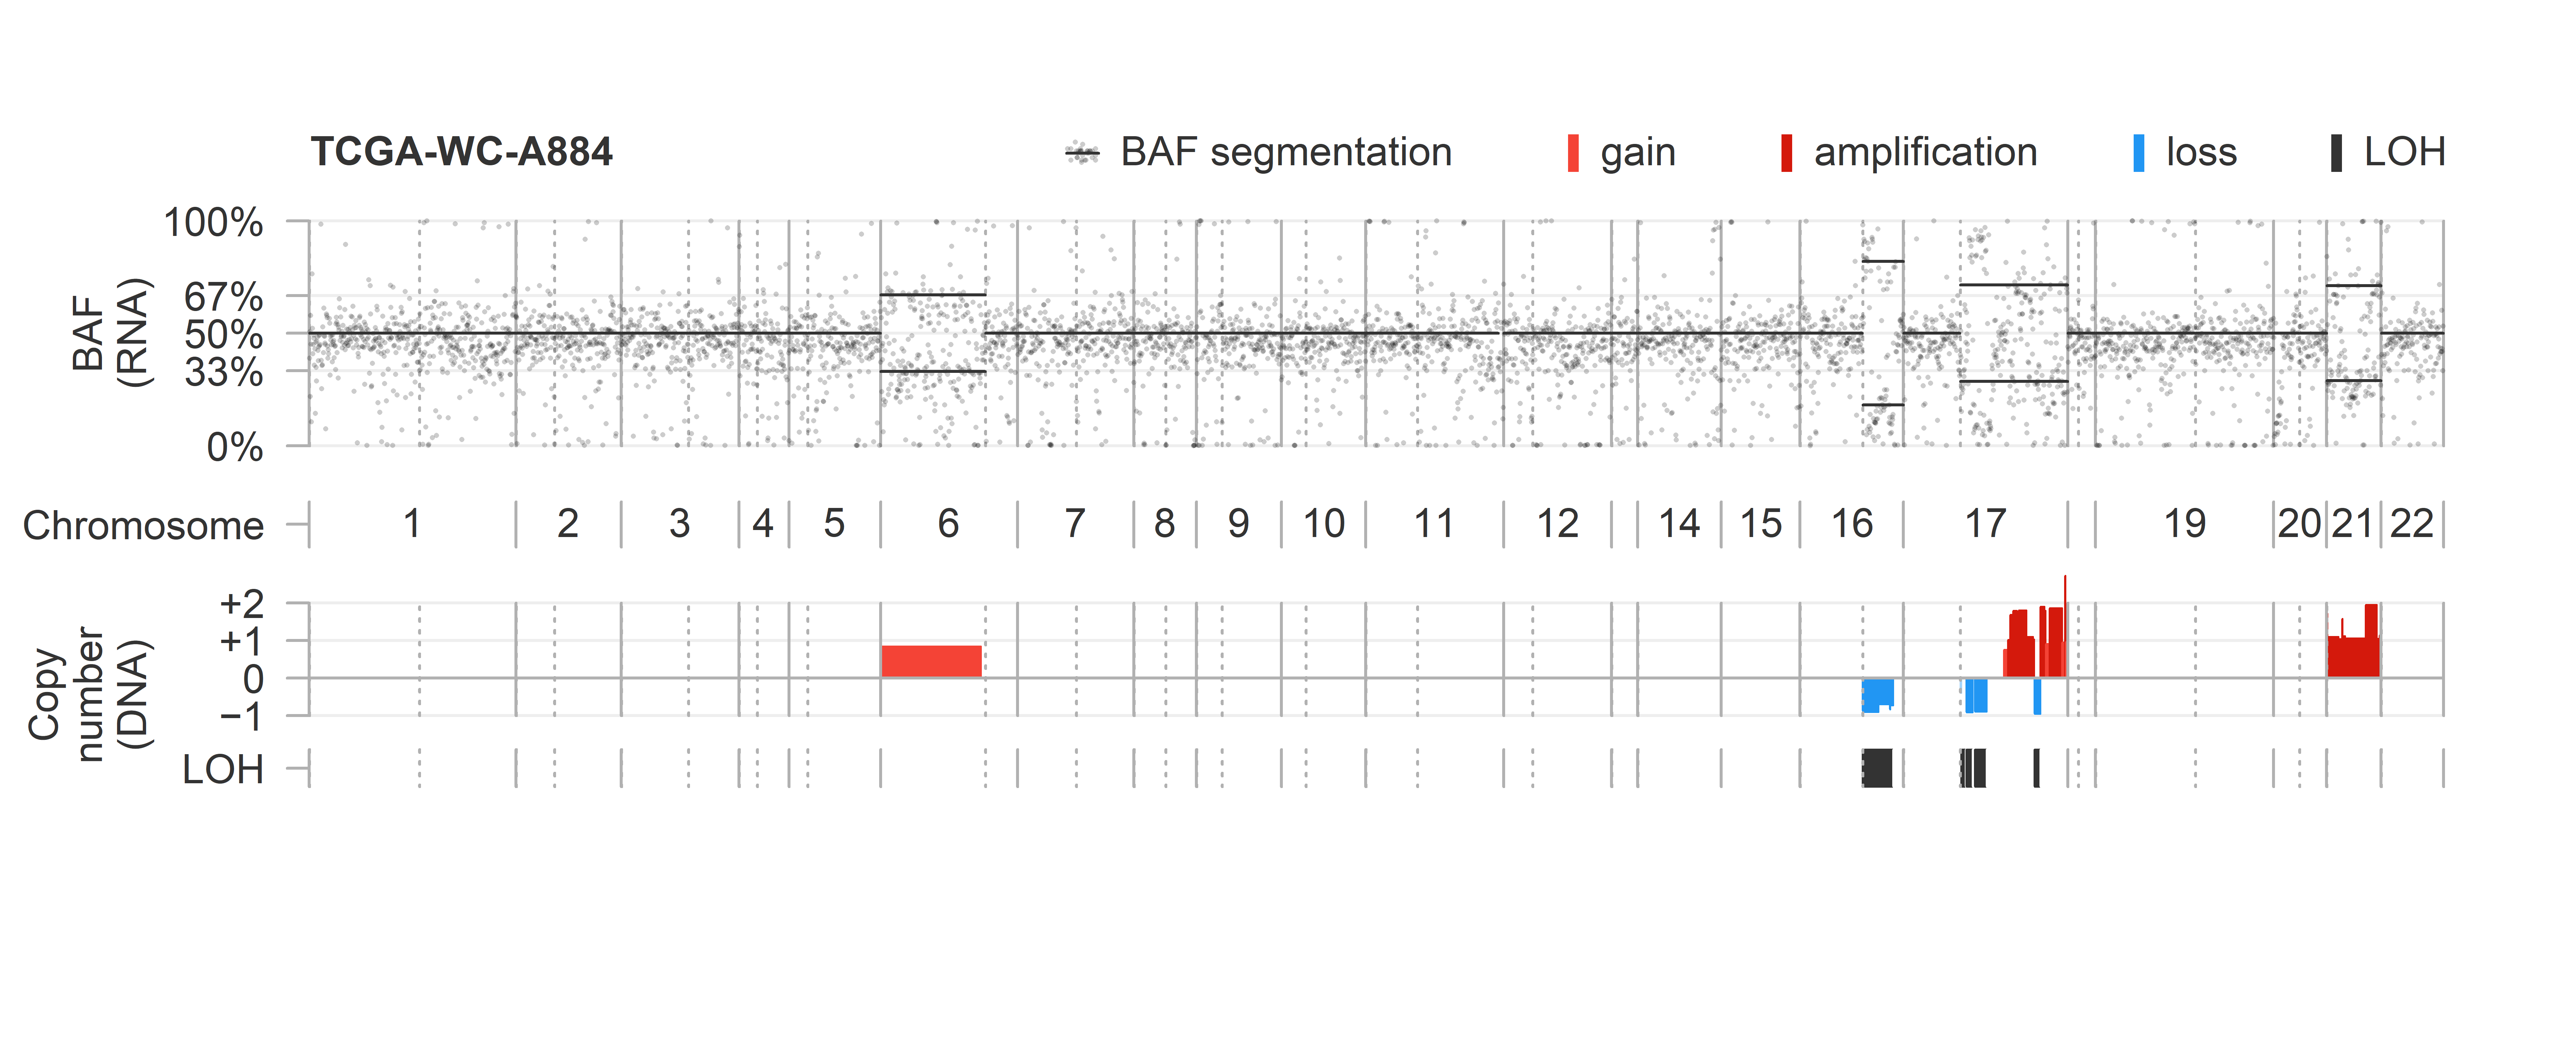 TCGA-WC-A884 BAF segmentation gain amplification loss LOH
BAF
(RNA)
100%
67%
50%
33%
0%
Chromosome 1 2 3 4 5 6 7 8 9 10 11 12 14 15 16 17 19 20 21 22
Copy
number
(DNA)
+2
+1
0
−1
LOH